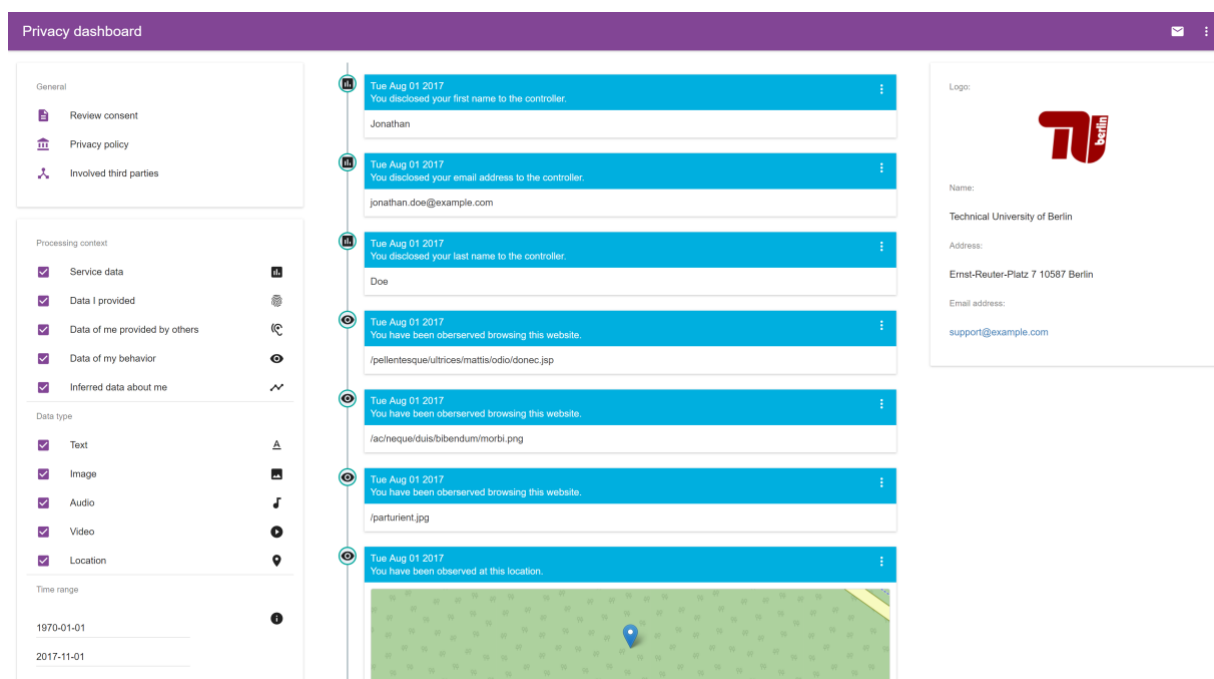 Privacy dashboard
General
Review consent
Privacy policy
Involved third parties
Processing context
Service data
Data I provided
Data of me provided by others
Data of my behavior
Inferred data about me
Data type
Text
Image
Audio
Video
Location
Time range
1970-01-01
2017-11-01
Tue Aug 01 2017
You disclosed your first name to the controller.
Jonathan
Tue Aug 01 2017
You disclosed your email address to the controller.
jonathan.doe@example.com
Tue Aug 01 2017
You disclosed your last name to the controller.
Doe
Tue Aug 01 2017
You have been oberserved browsing this website.
/pellentesque/ultrices/mattis/odio/donec.jsp
Tue Aug 01 2017
You have been oberserved browsing this website.
/ac/neque/duis/bibendum/morbi.png
Tue Aug 01 2017
You have been oberserved browsing this website.
/parturient.jpg
Tue Aug 01 2017
You have been observed at this location.
Logo:
berlin
Name:
Technical University of Berlin
Address:
Ernst-Reuter-Platz 7 10587 Berlin
Email address:
support@example.com